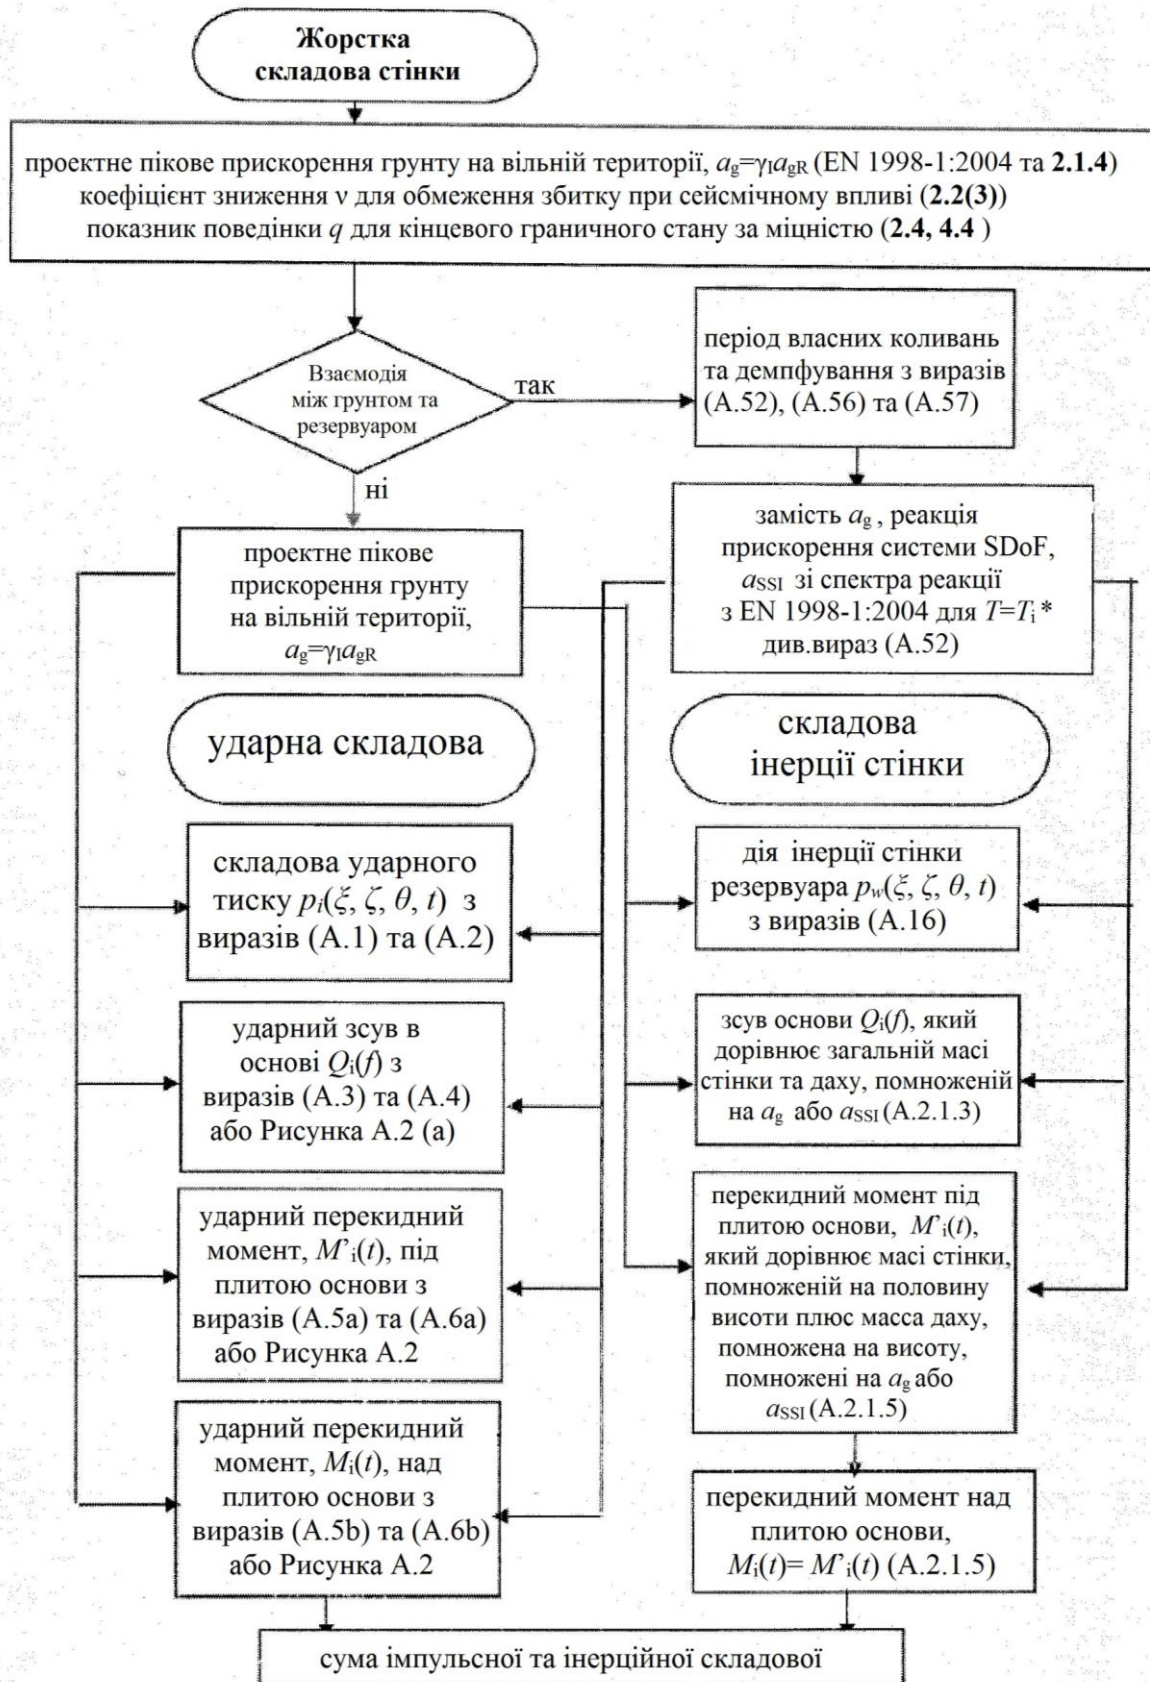 Жорстка
складова стінки
проектне пікове прискорення грунту на вільній території, ag=γIagR (EN 1998-1:2004 та 2.1.4)
коефіцієнт зниження ν для обмеження збитку при сейсмічному впливі (2.2(3))
показник поведінки q для кінцевого граничного стану за міцністю (2.4, 4.4 )
Взаємодія
між грунтом та
резервуаром
так
ні
період власних коливань
та демпфування з виразів
(А.52), (А.56) та (А.57)
проектне пікове
прискорення грунту
на вільній території,
ag=γIagR
замість ag , реакція
прискорення системи SDoF,
aSSI зі спектра реакції
з EN 1998-1:2004 для T=Ti*
див.вираз (А.52)
ударна складова
складова
інерції стінки
складова ударного
тиску pi(ξ, ζ, θ, t) з
виразів (А.1) та (А.2)
дія інерції стінки
резервуара pw(ξ, ζ, θ, t)
з виразів (А.16)
ударний зсув в
основі Qi(f) з
виразів (А.3) та (А.4)
або Рисунка А.2 (а)
зсув основи Qi(f), який
дорівнює загальній масі
стінки та даху, помноженій
на ag або aSSI (А.2.1.3)
ударний перекидний
момент, M’i(t), під
плитою основи з
виразів (А.5а) та (А.6а)
або Рисунка А.2
перекидний момент під
плитою основи, M’i(t),
який дорівнює масі стінки,
помноженій на половину
висоти плюс масса даху,
помножена на висоту,
помножені на ag або
aSSI (А.2.1.5)
ударний перекидний
момент, Mi(t), над
плитою основи з
виразів (А.5b) та (А.6b)
або Рисунка А.2
перекидний момент над
плитою основи,
Mi(t)= M’i(t) (А.2.1.5)
сума імпульсної та інерційної складової